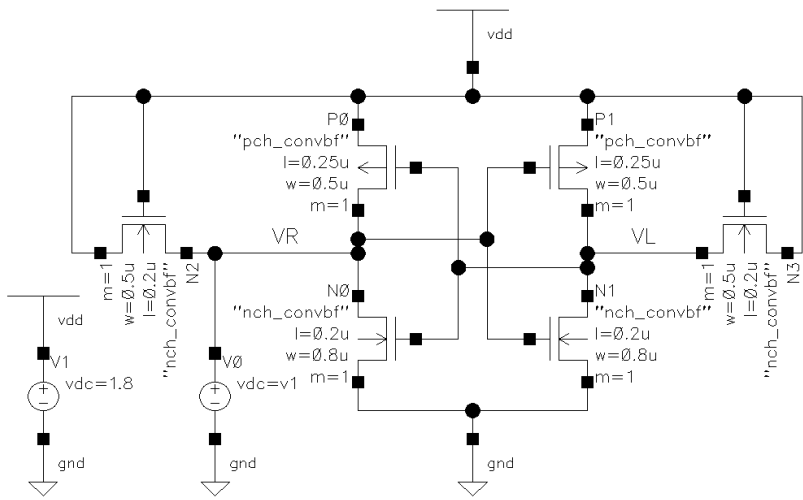 vdd
P0
"pch_convbf"
l=0.25u
w=0.5u
m=1
P1
"pch_convbf"
l=0.25u
w=0.5u
m=1
VR
VL
m=1
w=0.5u
l=0.2u
"nch_convbf"
N2
m=1
w=0.5u
l=0.2u
"nch_convbf"
N3
N0
"nch_convbf"
l=0.2u
w=0.8u
m=1
N1
"nch_convbf"
l=0.2u
w=0.8u
m=1
vdd
V1
vdc=1.8
gnd
V0
vdc=v1
gnd
gnd